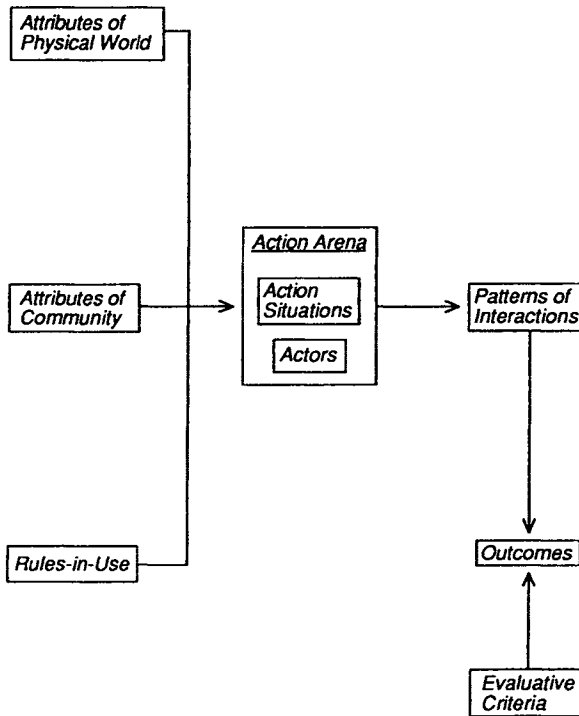 Attributes of
Physical World
Attributes of
Community
Rules-in-Use
Action Arena
Action
Situations
Actors
Patterns of
Interactions
Outcomes
Evaluative
Criteria